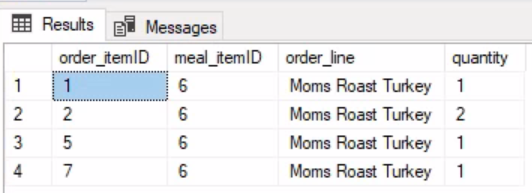 Results Messages
order_itemID meal_itemID order_line quantity
1 1 6 Moms Roast Turkey 1
2 2 6 Moms Roast Turkey 2
3 5 6 Moms Roast Turkey 1
4 7 6 Moms Roast Turkey 1